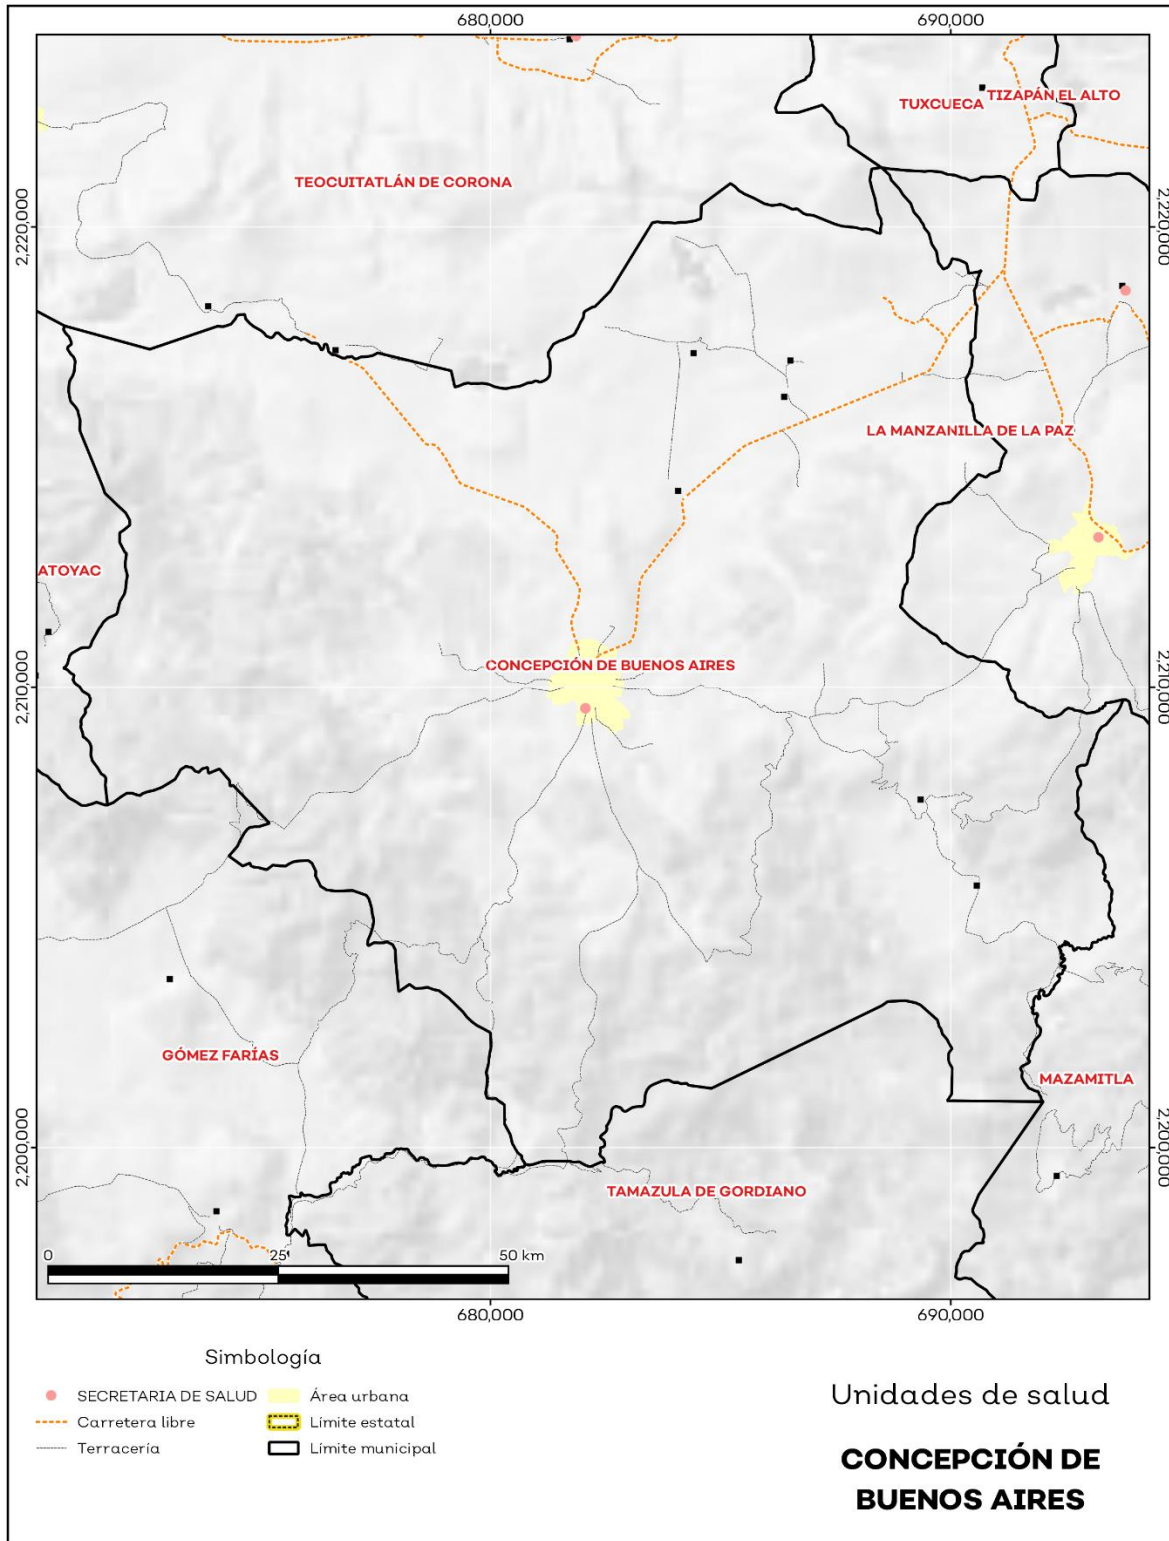 680,000
690,000
TUXCUECA
TIZAPÁN EL ALTO
TEOCUITATLÁN DE CORONA
2,220,000
2,220,000
LA MANZANILLA DE LA PAZ
ATOYAC
CONCEPCIÓN DE BUENOS AIRES
2,210,000
2,210,000
GÓMEZ FARÍAS
MAZAMITLA
2,200,000
2,200,000
TAMAZULA DE GORDIANO
0
25
50 km
680,000
690,000
Simbología
SECRETARIA DE SALUD
Área urbana
Carretera libre
Límite estatal
Terracería
Límite municipal
Unidades de salud
CONCEPCIÓN DE
BUENOS AIRES